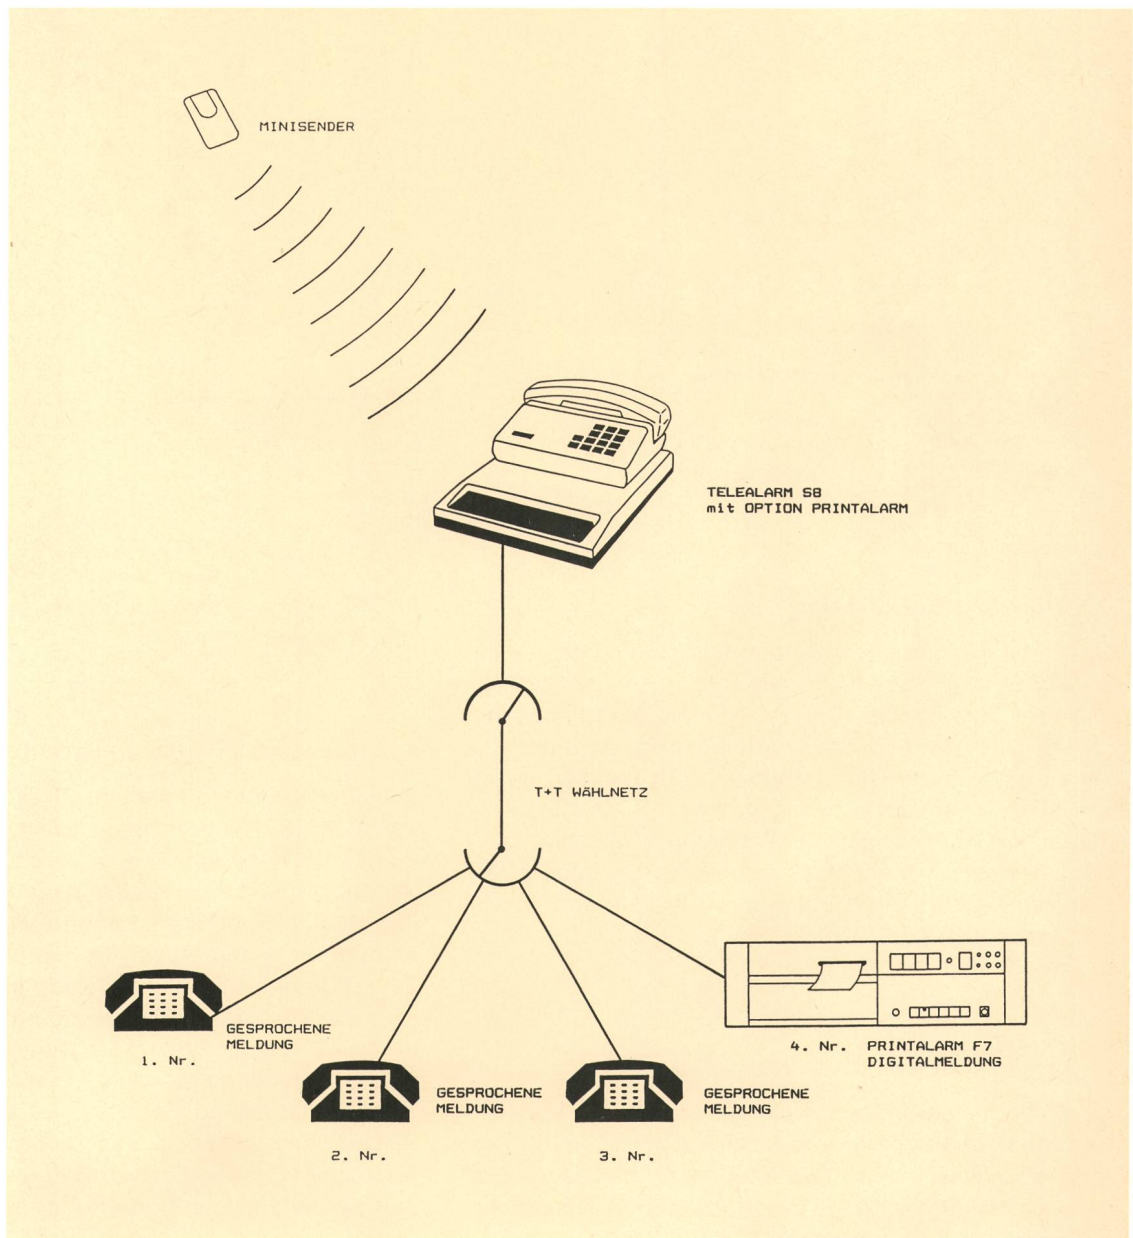 MINISENDER
TELEALARM S8
mit OPTION PRINTALARM
T+T WÄHLNETZ
GESPROCHENE
MELDUNG
1. Nr.
GESPROCHENE
MELDUNG
2. Nr.
GESPROCHENE
MELDUNG
3. Nr.
4. Nr. PRINTALARM F7
DIGITALMELDUNG